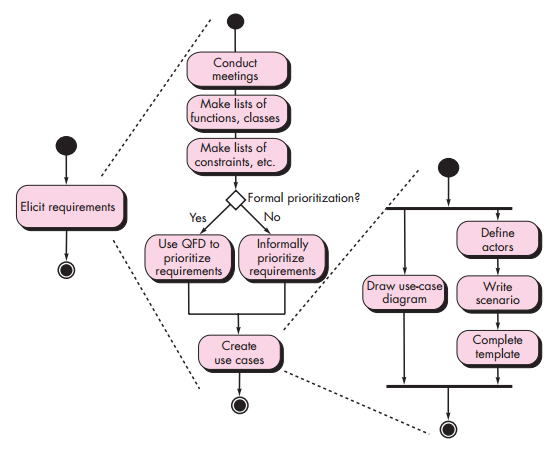 Elicit requirements
Conduct
meetings
Make lists of
functions, classes
Make lists of
constraints, etc.
Formal prioritization?
Yes
No
Use QFD to
prioritize
requirements
Informally
prioritize
requirements
Create
use cases
Draw use-case
diagram
Define
actors
Write
scenario
Complete
template